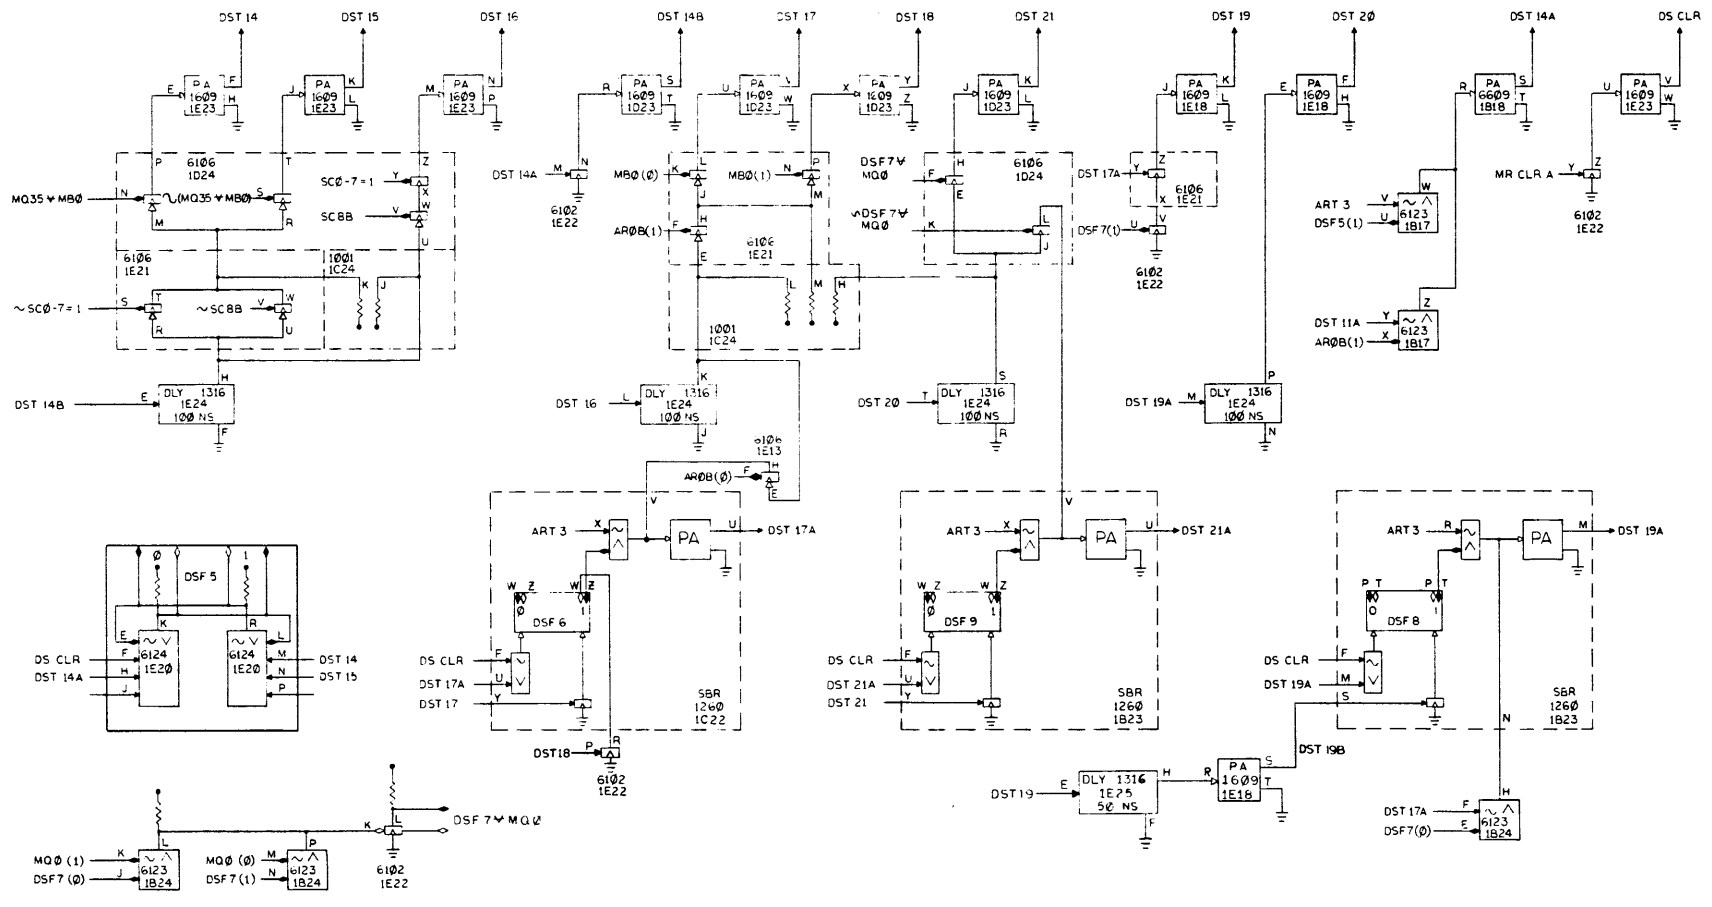 DST 14 DST 15 DST 16 DST 14B DST 17 DST 18 DST 21 DST 19 DST 20 DST 14A DS CLR
E PA 1609 1E23 F H
J PA 1609 1E23 K L
M PA 1609 1E23 N P
R PA 1609 1D23 S T
U PA 1609 1D23 V W
X PA 1609 1D23 Y Z
J PA 1609 1D23 K L
J PA 1609 1E18 K L
E PA 1609 1E18 F H
R PA 6609 1B18 S T
U PA 1609 1E23 V W
P 6106 1D24 T Z
MQ35 ⩝ MBØ N ∿(MQ35 ⩝ MBØ) S
M R
SCØ-7=1 Y X
SC8B V W U
6106 1E21
1001 1C24
K J
∿SCØ-7=1 S T R
∿SC8B V W U
H
DST 14B E DLY 1316 1E24 100 NS F
DST 14A M N
6102 1E22
L P
MBØ(Ø) K J
MBØ(1) N M
ARØB(1) F H E
6106 1E21
L M H
1001 1C24
K
DST 16 L DLY 1316 1E24 100 NS J
DSF7⩝ MQØ F H E
6106 1D24
∿DSF7⩝ MQØ K L J
S
DST 20 T DLY 1316 1E24 100 NS R
DST 17A Y Z X
6106 1E21
DSF7(1) U V
6102 1E22
P
DST 19A M DLY 1316 1E24 100 NS N
ART 3 V W
DSF5(1) U ∿ Λ 6123 1B17
Z
DST 11A Y
ARØB(1) X ∿ Λ 6123 1B17
MR CLR A Y Z
6102 1E22
6106 1E13
ARØB(Ø) F H E
V
ART 3 X ∿ Λ PA U DST 17A
W Z W Z
Ø 1
DSF 6
DS CLR F ∿
DST 17A U V
DST 17 Y
SBR 1260 1C22
DST18 P R
6102 1E22
V
ART 3 X ∿ Λ PA U DST 21A
W Z W Z
Ø 1
DSF 9
DS CLR F ∿
DST 21A U V
DST 21 Y
SBR 1260 1B23
ART 3 R ∿ Λ PA M DST 19A
P T P T
O 1
DSF 8
DS CLR F ∿
DST 19A M V
S
SBR 1260 1B23
N
DST 19B
DST19 E DLY 1316 1E25 50 NS H F
R PA 1609 1E18 S T
H
DST 17A F
DSF7(Ø) E ∿ Λ 6123 1B24
Ø 1
DSF 5
K R
E ∿ V 6124 1E20
∿ V 6124 1E20 L
DS CLR F M DST 14
DST 14A H N DST 15
J P
L P
MQØ (1) K
DSF7 (Ø) J ∿ Λ 6123 1B24
MQØ (Ø) M
DSF7 (1) N ∿ Λ 6123 1B24
K L
DSF 7⩝MQØ
6102 1E22